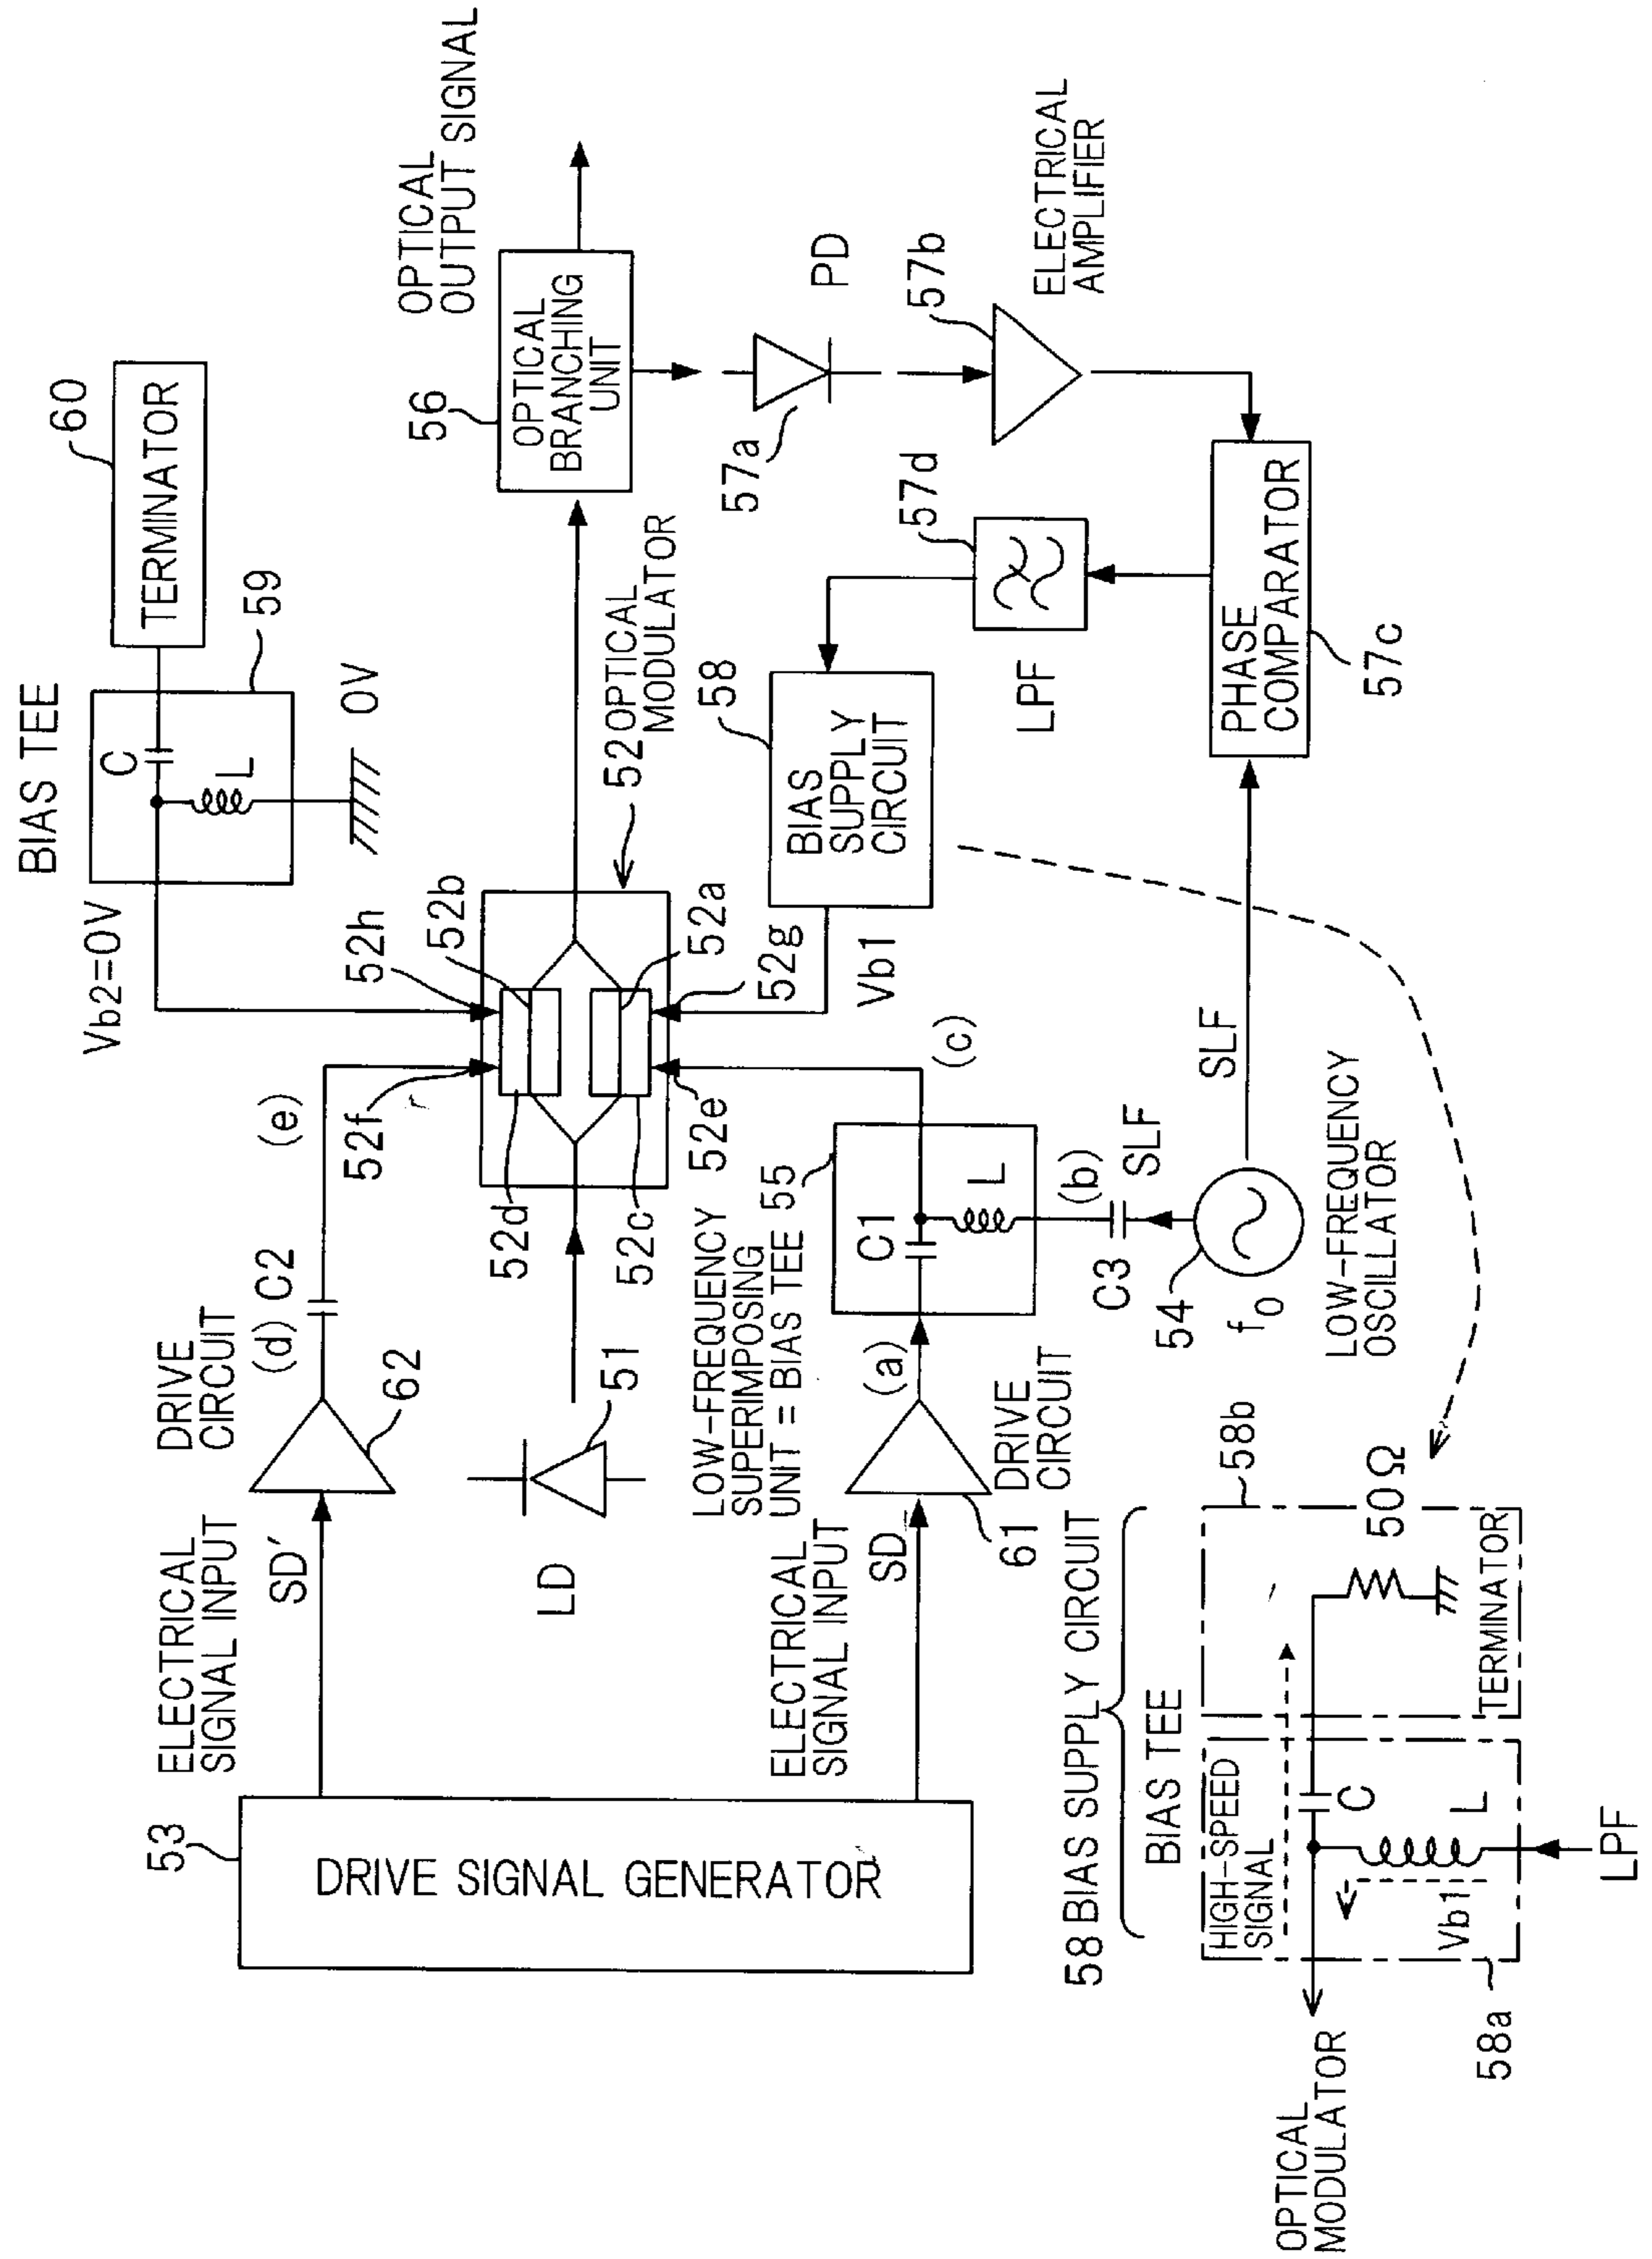 BIAS TEE
60
TERMINATOR
C
L
59
0V
Vb2=0V
OPTICAL
OUTPUT SIGNAL
56
OPTICAL
BRANCHING
UNIT
DRIVE
CIRCUIT
(d)
C2
(e)
62
52f
52h
52b
52d
52c
52a
52e
52g
52 OPTICAL
MODULATOR
57a
PD
57b
ELECTRICAL
AMPLIFIER
57d
LPF
58
BIAS
SUPPLY
CIRCUIT
Vb1
PHASE
COMPARATOR
57c
ELECTRICAL
SIGNAL INPUT
SD'
53
DRIVE SIGNAL GENERATOR
LD
51
ELECTRICAL
SIGNAL INPUT
SD
61
DRIVE
CIRCUIT
(a)
LOW-FREQUENCY
SUPERIMPOSING
UNIT = BIAS TEE 55
C1
L
(c)
(b)
C3
SLF
SLF
54
f0
LOW-FREQUENCY
OSCILLATOR
58 BIAS SUPPLY CIRCUIT
BIAS TEE
58b
HIGH-SPEED
SIGNAL
C
L
Vb1
50Ω
TERMINATOR
58a
LPF
OPTICAL
MODULATOR